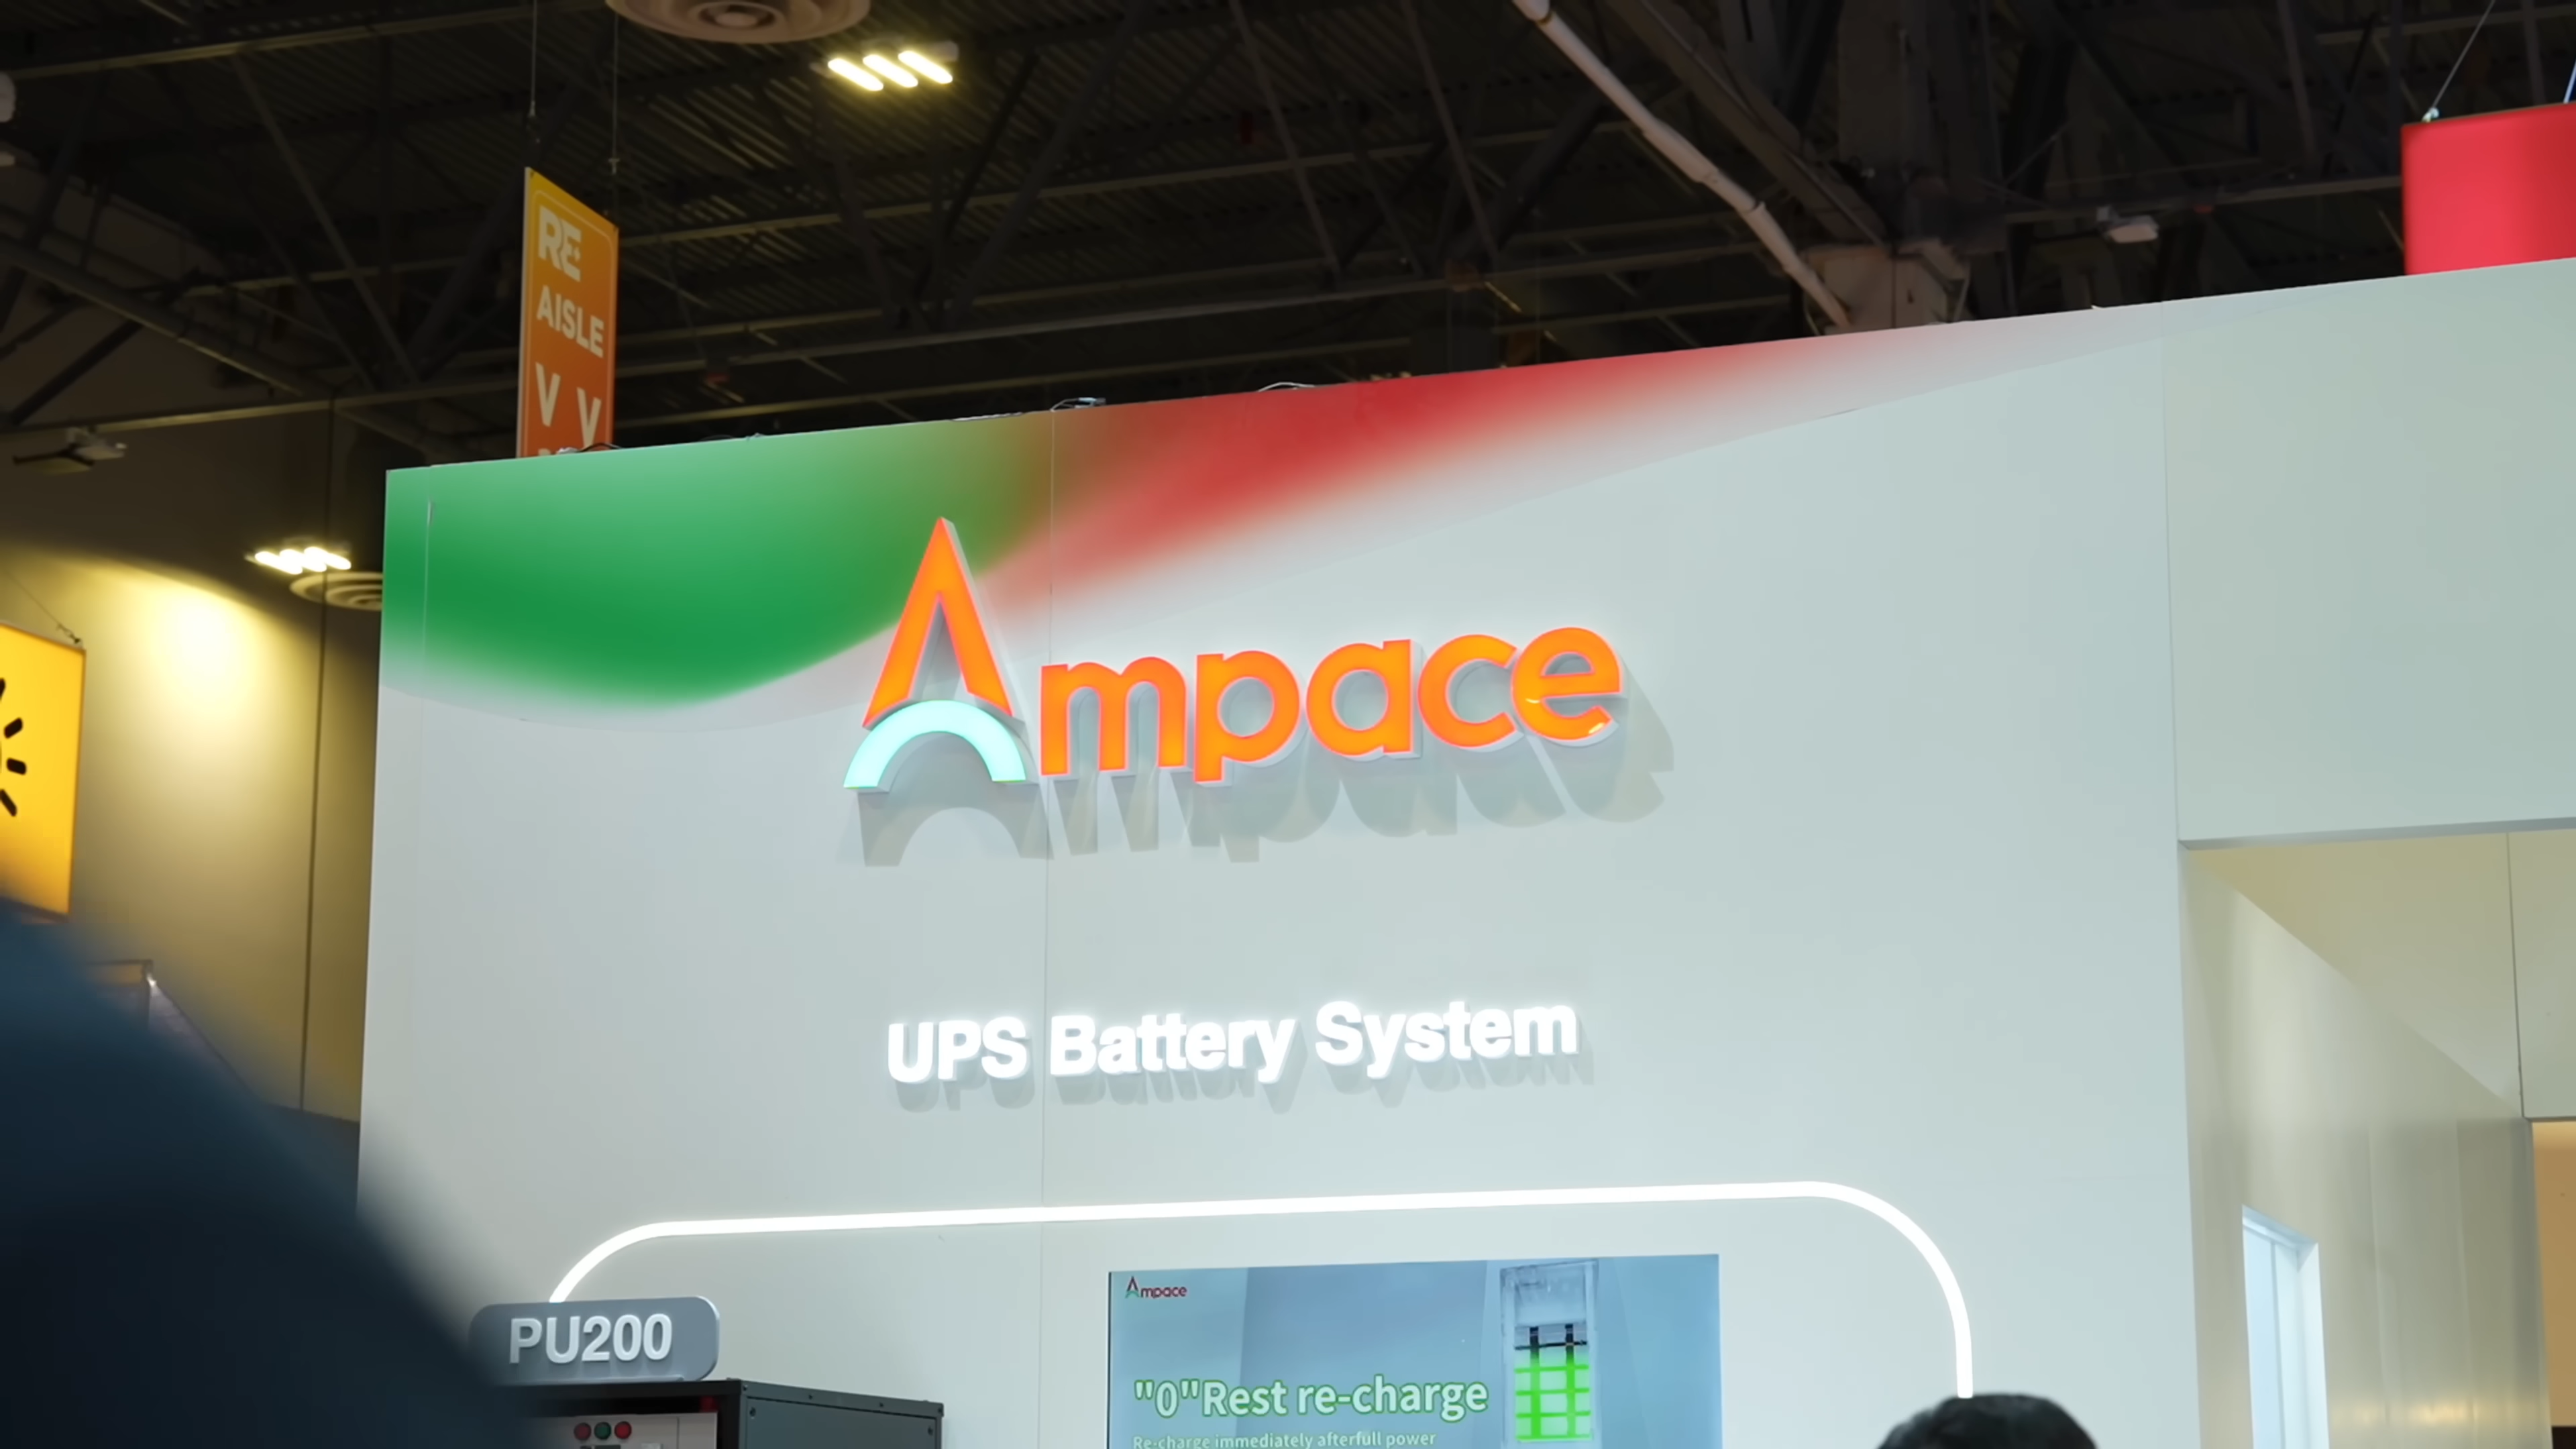 RE+
AISLE
V V
Ampace
UPS Battery System
PU200
Ampace
"0"Rest re-charge
Re-charge immediately afterfull power